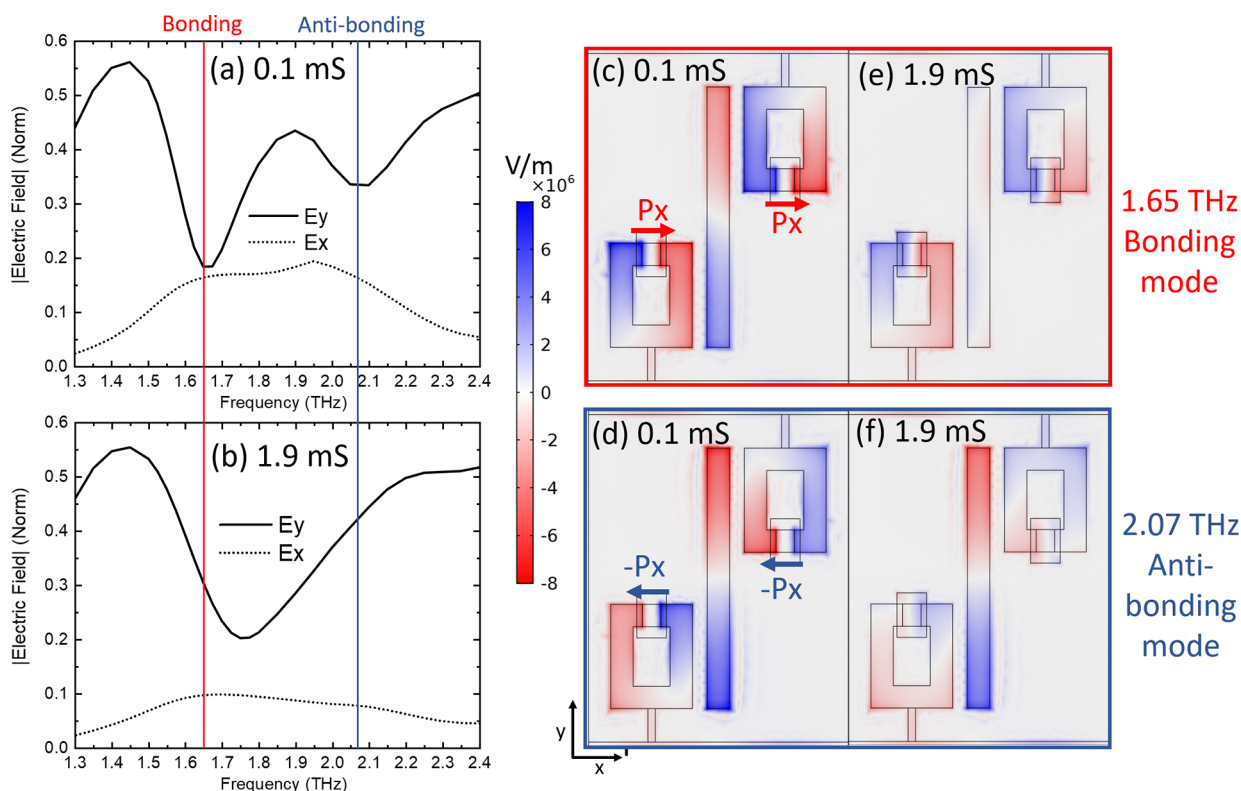 Bonding
Anti-bonding
(a) 0.1 mS
|Electric Field| (Norm)
0.6
0.5
0.4
0.3
0.2
0.1
0.0
Ey
Ex
1.3 1.4 1.5 1.6 1.7 1.8 1.9 2.0 2.1 2.2 2.3 2.4
Frequency (THz)
(b) 1.9 mS
|Electric Field| (Norm)
0.6
0.5
0.4
0.3
0.2
0.1
0.0
Ey
Ex
1.3 1.4 1.5 1.6 1.7 1.8 1.9 2.0 2.1 2.2 2.3 2.4
Frequency (THz)
V/m
×10⁶
8
6
4
2
0
-2
-4
-6
-8
(c) 0.1 mS
Px
Px
(e) 1.9 mS
1.65 THz
Bonding
mode
(d) 0.1 mS
-Px
-Px
(f) 1.9 mS
2.07 THz
Anti-
bonding
mode
y
x